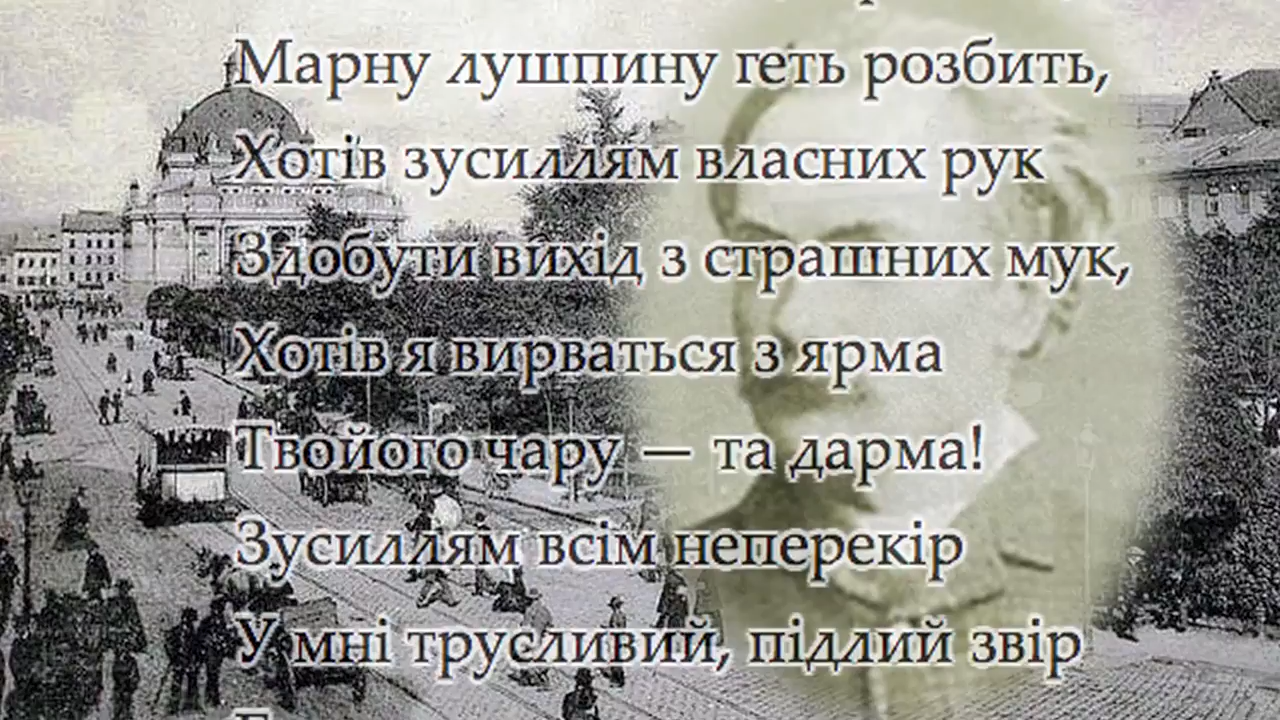 Марну лушпину геть розбить,
Хотів зусиллям власних рук
Здобути вихід з страшних мук,
Хотів я вирваться з ярма
Твойого чару — та дарма!
Зусиллям всім неперекір
У мні трусливий, підлий звір